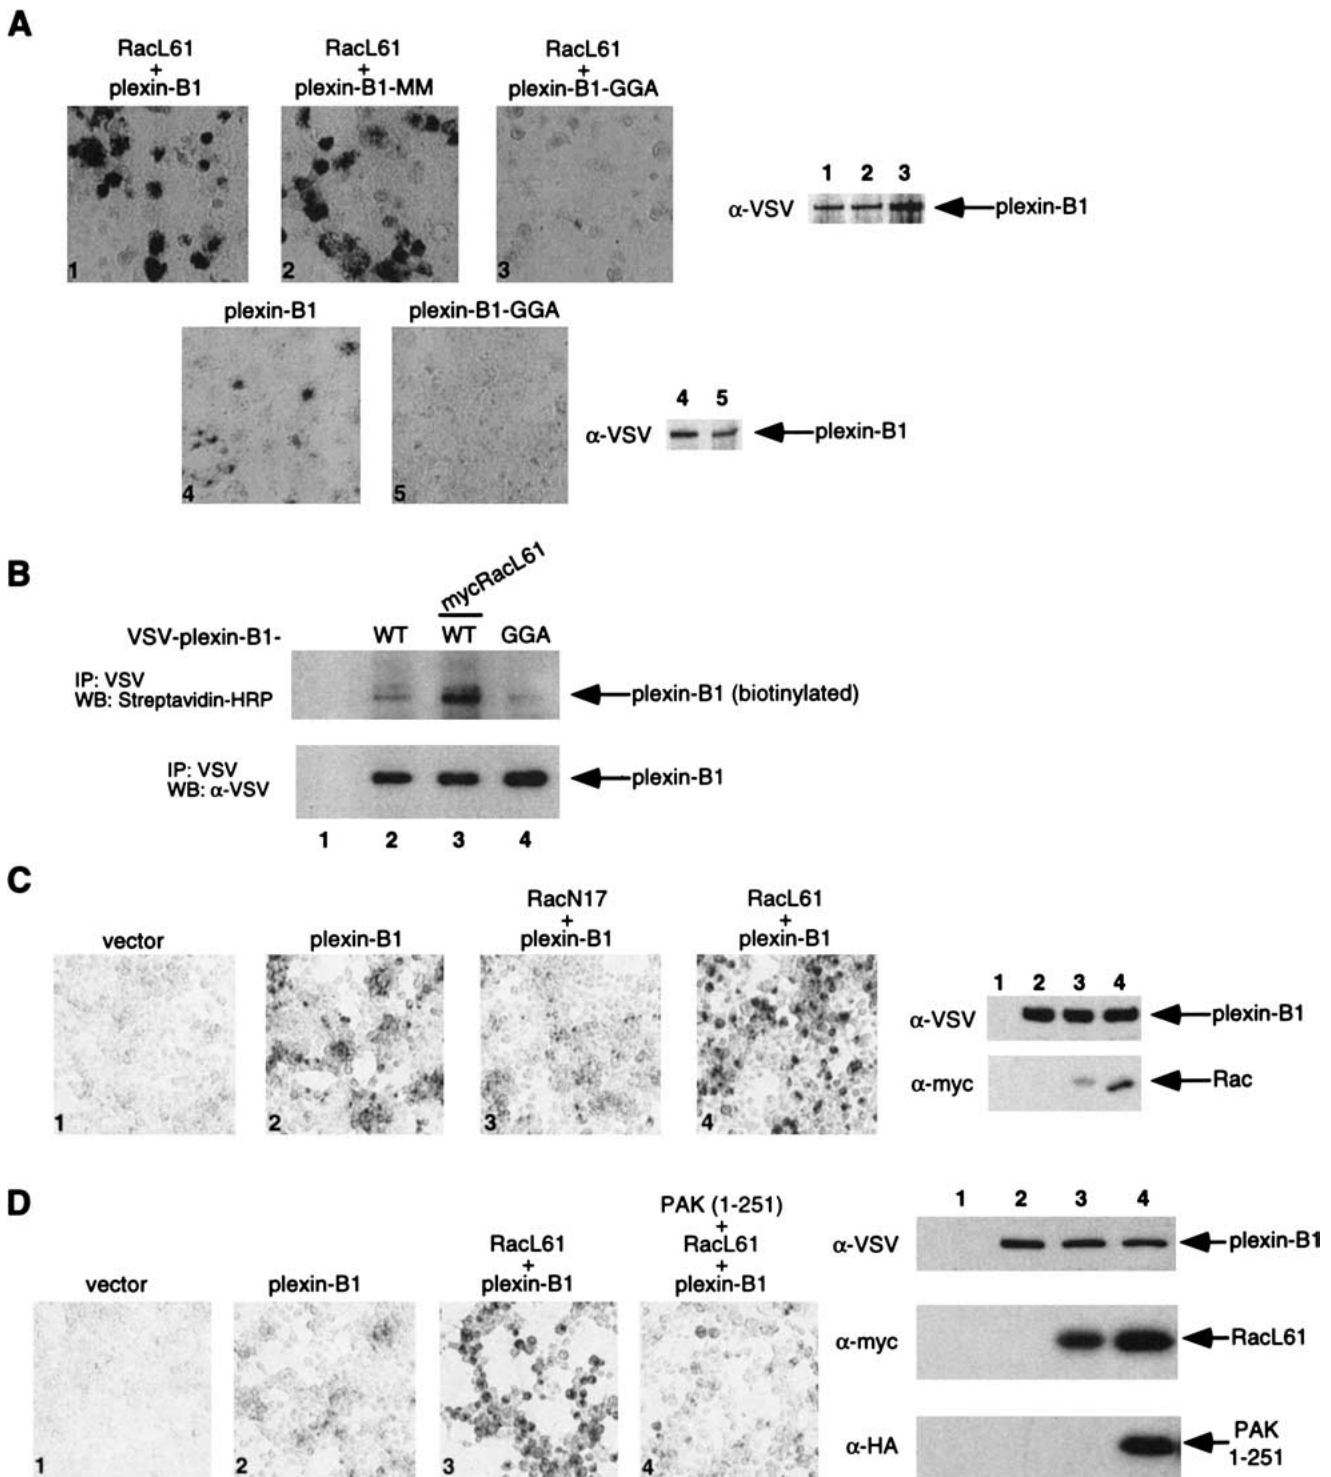 A
RacL61
+
plexin-B1
RacL61
+
plexin-B1-MM
RacL61
+
plexin-B1-GGA
1
2
3
1 2 3
α-VSV
plexin-B1
plexin-B1
plexin-B1-GGA
4
5
4 5
α-VSV
plexin-B1
B
mycRacL61
VSV-plexin-B1-
WT WT GGA
IP: VSV
WB: Streptavidin-HRP
plexin-B1 (biotinylated)
IP: VSV
WB: α-VSV
plexin-B1
1 2 3 4
C
vector
plexin-B1
RacN17
+
plexin-B1
RacL61
+
plexin-B1
1
2
3
4
1 2 3 4
α-VSV
plexin-B1
α-myc
Rac
D
vector
plexin-B1
RacL61
+
plexin-B1
PAK (1-251)
+
RacL61
+
plexin-B1
1
2
3
4
1 2 3 4
α-VSV
plexin-B1
α-myc
RacL61
α-HA
PAK
1-251